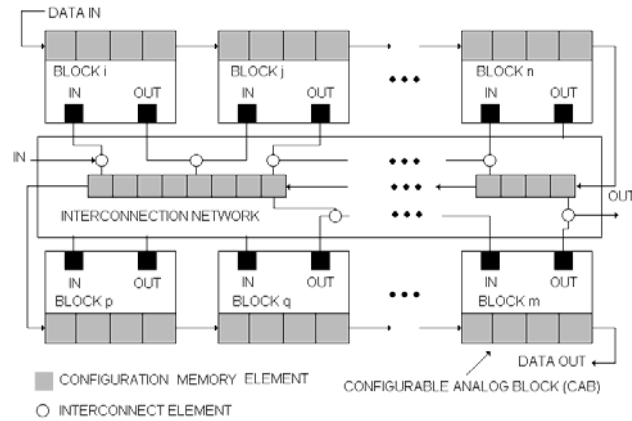 DATA IN
BLOCK i
BLOCK j
BLOCK n
IN OUT IN OUT IN OUT
IN
OUT
INTERCONNECTION NETWORK
IN OUT IN OUT IN OUT
BLOCK p
BLOCK q
BLOCK m
DATA OUT
CONFIGURATION MEMORY ELEMENT
CONFIGURABLE ANALOG BLOCK (CAB)
INTERCONNECT ELEMENT